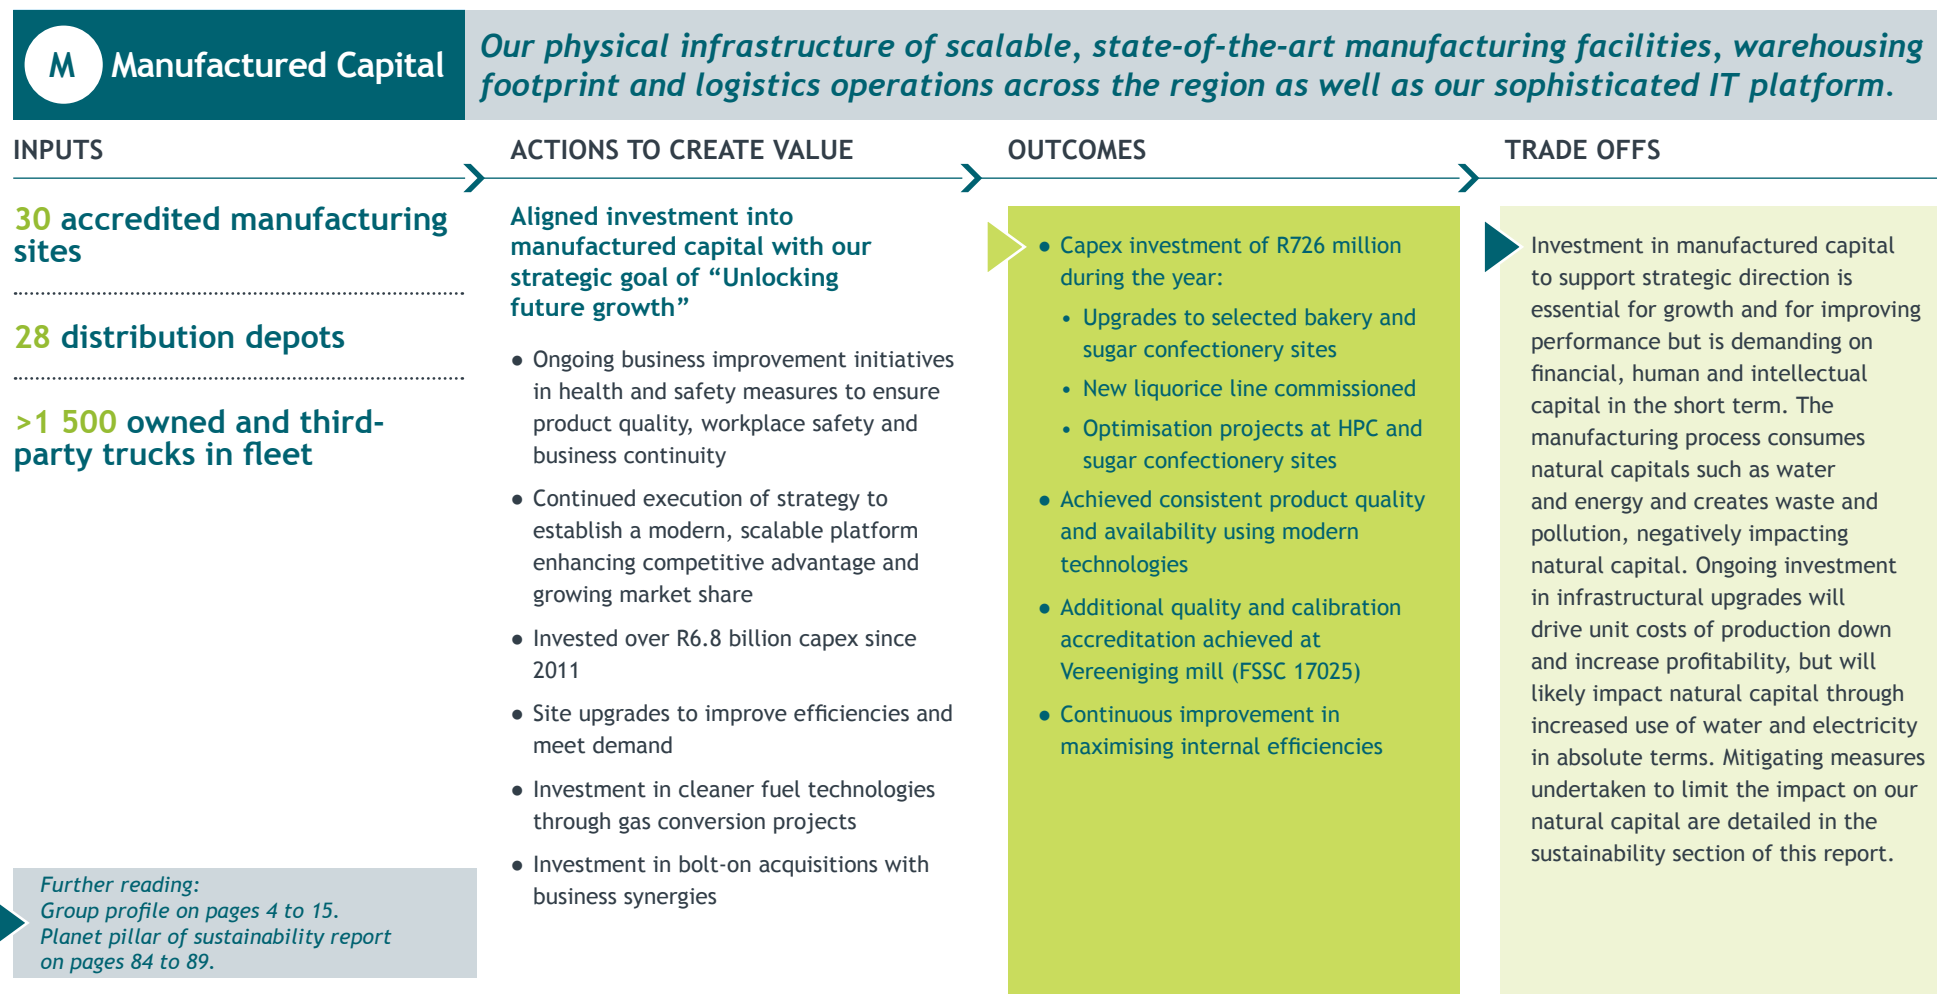 M Manufactured Capital
Our physical infrastructure of scalable, state-of-the-art manufacturing facilities, warehousing
footprint and logistics operations across the region as well as our sophisticated IT platform.
INPUTS
30 accredited manufacturing
sites
28 distribution depots
>1 500 owned and third-
party trucks in fleet
Further reading:
Group profile on pages 4 to 15.
Planet pillar of sustainability report
on pages 84 to 89.
ACTIONS TO CREATE VALUE
Aligned investment into
manufactured capital with our
strategic goal of “Unlocking
future growth”
● Ongoing business improvement initiatives
in health and safety measures to ensure
product quality, workplace safety and
business continuity
● Continued execution of strategy to
establish a modern, scalable platform
enhancing competitive advantage and
growing market share
● Invested over R6.8 billion capex since
2011
● Site upgrades to improve efficiencies and
meet demand
● Investment in cleaner fuel technologies
through gas conversion projects
● Investment in bolt-on acquisitions with
business synergies
OUTCOMES
● Capex investment of R726 million
during the year:
• Upgrades to selected bakery and
sugar confectionery sites
• New liquorice line commissioned
• Optimisation projects at HPC and
sugar confectionery sites
● Achieved consistent product quality
and availability using modern
technologies
● Additional quality and calibration
accreditation achieved at
Vereeniging mill (FSSC 17025)
● Continuous improvement in
maximising internal efficiencies
TRADE OFFS
Investment in manufactured capital
to support strategic direction is
essential for growth and for improving
performance but is demanding on
financial, human and intellectual
capital in the short term. The
manufacturing process consumes
natural capitals such as water
and energy and creates waste and
pollution, negatively impacting
natural capital. Ongoing investment
in infrastructural upgrades will
drive unit costs of production down
and increase profitability, but will
likely impact natural capital through
increased use of water and electricity
in absolute terms. Mitigating measures
undertaken to limit the impact on our
natural capital are detailed in the
sustainability section of this report.